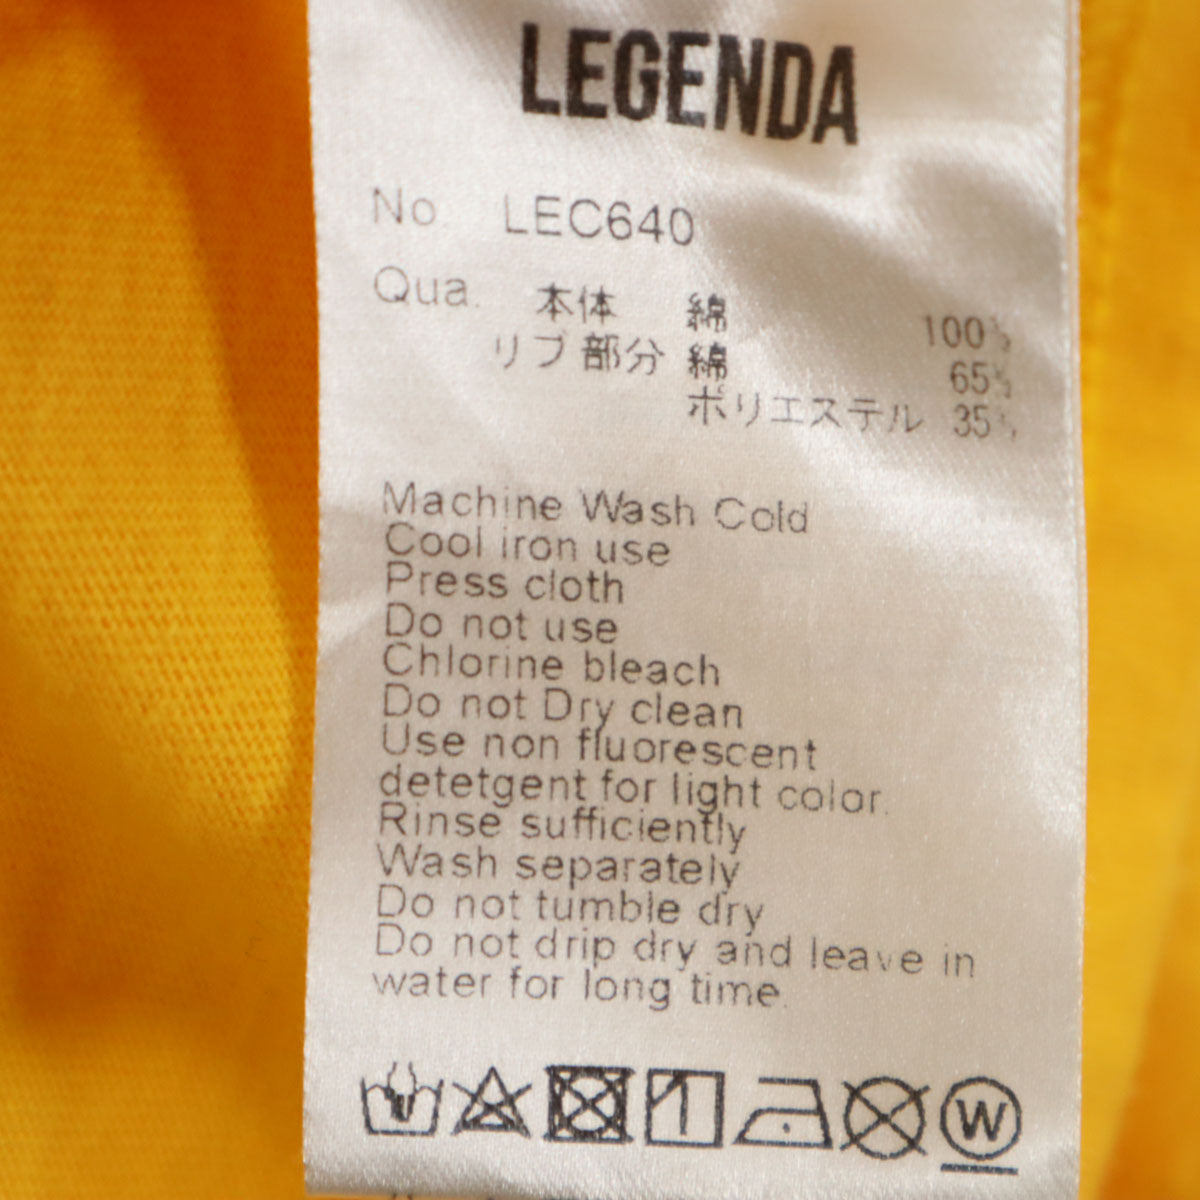 LEGENDA
No. LEC640
Qua. 本体 綿 100%
リブ部分 綿 65%
ポリエステル 35%
Machine Wash Cold
Cool iron use
Press cloth
Do not use
Chlorine bleach
Do not Dry clean
Use non fluorescent
detetgent for light color.
Rinse sufficiently
Wash separately
Do not tumble dry
Do not drip dry and leave in
water for long time.
W